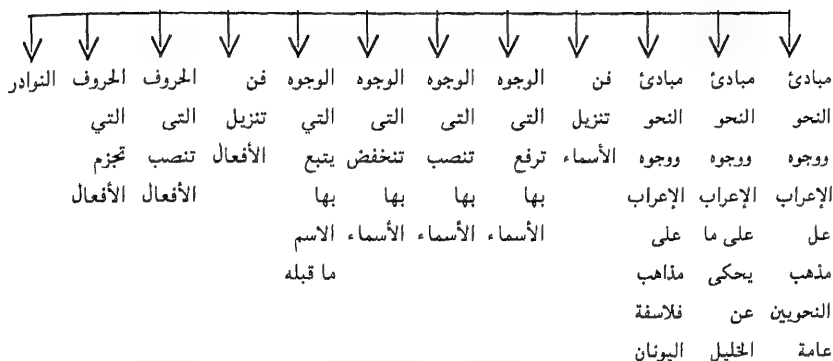 مبادئ
النحو
ووجوه
الإعراب
عل
مذهب
النحويين
عامة
مبادئ
النحو
ووجوه
الإعراب
على ما
يحكى
عن
الخليل
مبادئ
النحو
ووجوه
الإعراب
على
مذاهب
فلاسفة
اليونان
فن
تنزيل
الأسماء
الوجوه
التى
ترفع
بها
الأسماء
الوجوه
التى
تنصب
بها
الأسماء
الوجوه
التى
تنخفض
بها
الأسماء
الوجوه
التي
يتبع
بها
الاسم
ما قبله
فن
تنزيل
الأفعال
الحروف
التى
تنصب
الأفعال
الحروف
التي
تجزم
الأفعال
النوادر